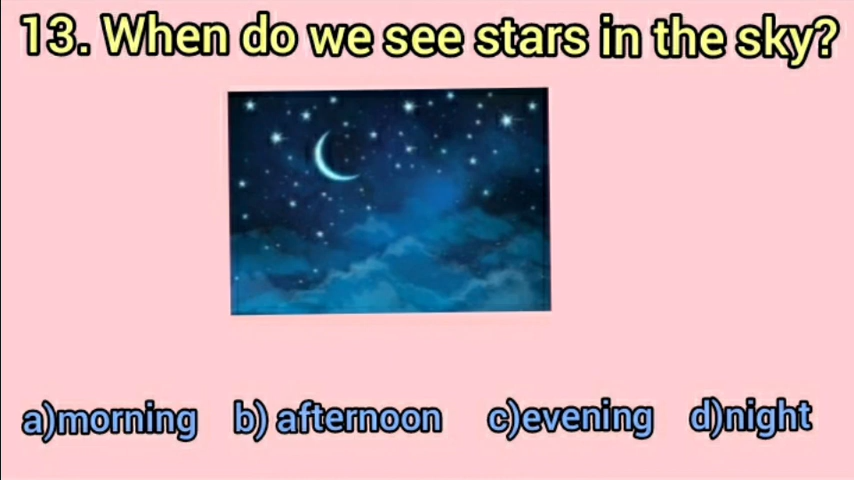 13. When do we see stars in the sky?
a)morning b) afternoon c)evening d)night